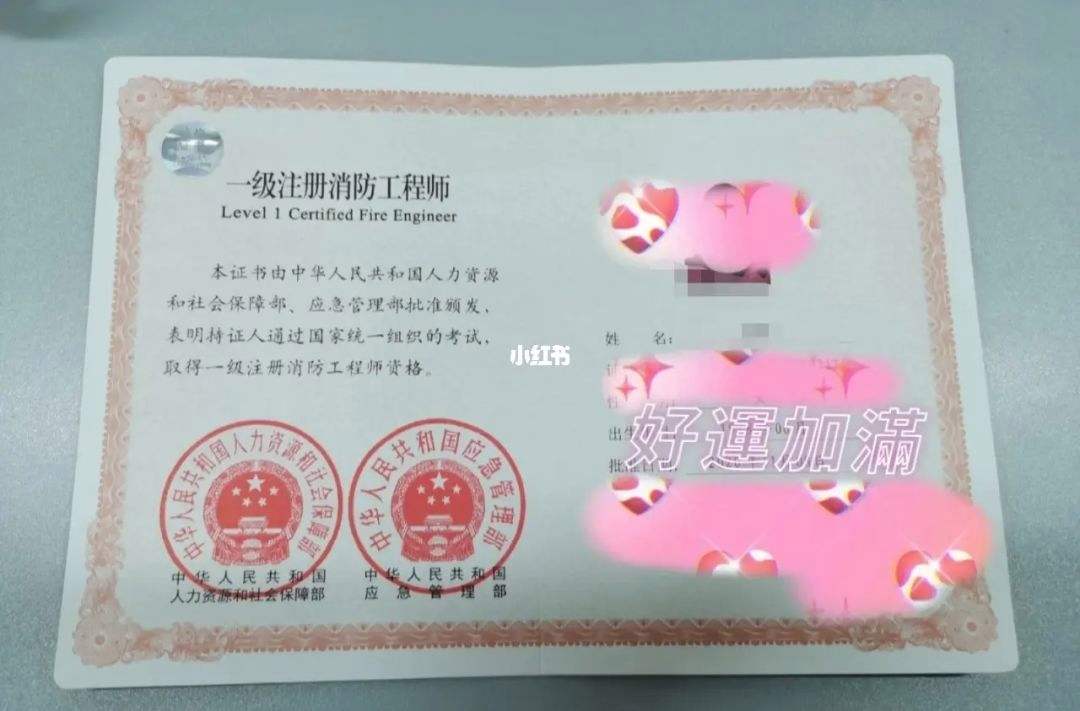 一级注册消防工程师
Level 1 Certified Fire Engineer
本证书由中华人民共和国人力资源
和社会保障部、应急管理部批准颁发,
表明持证人通过国家统一组织的考试,
取得一级注册消防工程师资格。
中华人民共和国人力资源和社会保障部
中华人民共和国应急管理部
中华人民共和国
人力资源和社会保障部
中华人民共和国
应急管理部
小红书
姓 名:
出生
批准日期:
好運加滿